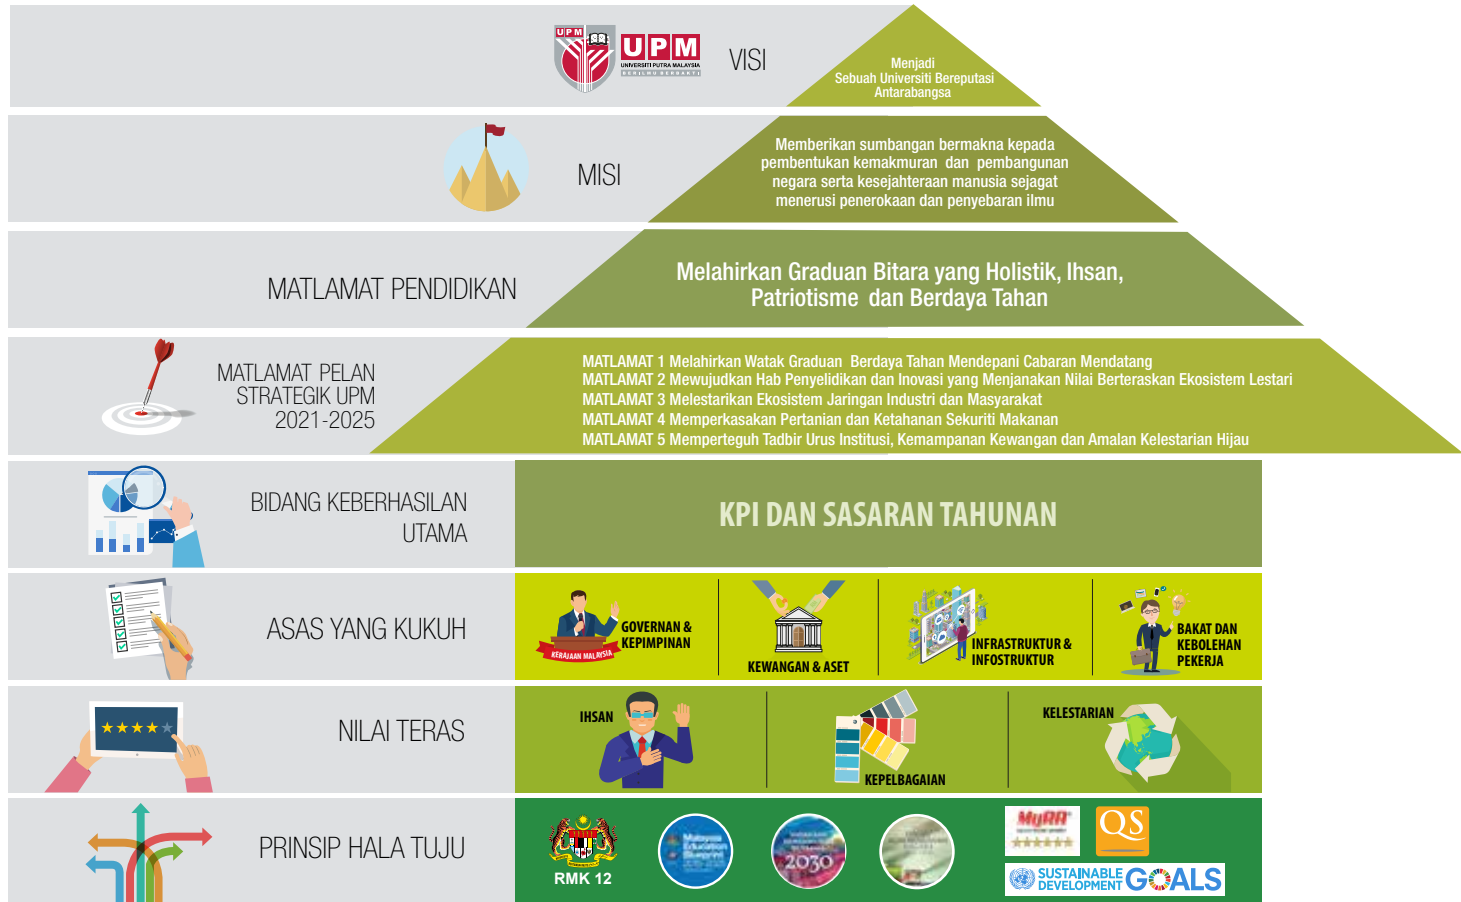 UPM
UPM
UNIVERSITI PUTRA MALAYSIA
BERILMU BERBAKTI
VISI
Menjadi
Sebuah Universiti Bereputasi
Antarabangsa
MISI
Memberikan sumbangan bermakna kepada
pembentukan kemakmuran dan pembangunan
negara serta kesejahteraan manusia sejagat
menerusi penerokaan dan penyebaran ilmu
MATLAMAT PENDIDIKAN
Melahirkan Graduan Bitara yang Holistik, Ihsan,
Patriotisme dan Berdaya Tahan
MATLAMAT PELAN
STRATEGIK UPM
2021-2025
MATLAMAT 1 Melahirkan Watak Graduan Berdaya Tahan Mendepani Cabaran Mendatang
MATLAMAT 2 Mewujudkan Hab Penyelidikan dan Inovasi yang Menjanakan Nilai Berteraskan Ekosistem Lestari
MATLAMAT 3 Melestarikan Ekosistem Jaringan Industri dan Masyarakat
MATLAMAT 4 Memperkasakan Pertanian dan Ketahanan Sekuriti Makanan
MATLAMAT 5 Memperteguh Tadbir Urus Institusi, Kemampanan Kewangan dan Amalan Kelestarian Hijau
BIDANG KEBERHASILAN
UTAMA
KPI DAN SASARAN TAHUNAN
ASAS YANG KUKUH
KERAJAAN MALAYSIA
GOVERNAN &
KEPIMPINAN
KEWANGAN & ASET
INFRASTRUKTUR &
INFOSTRUKTUR
BAKAT DAN
KEBOLEHAN
PEKERJA
NILAI TERAS
IHSAN
KEPELBAGAIAN
KELESTARIAN
PRINSIP HALA TUJU
RMK 12
Malaysia
Education
Blueprint
2030
MyRA
QS
SUSTAINABLE
DEVELOPMENT
GOALS